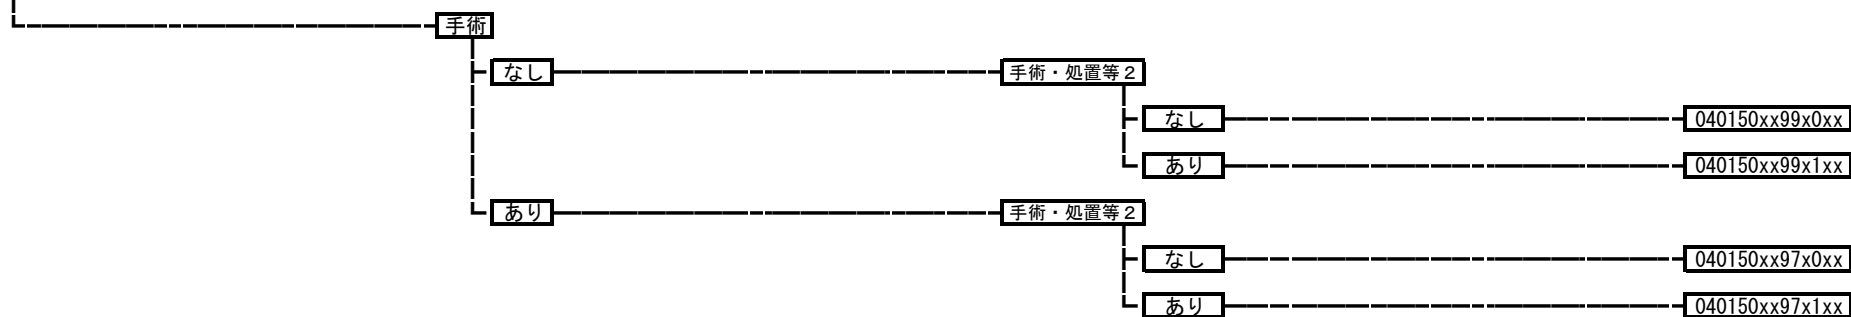 手術
なし 手術・処置等２
なし 040150xx99x0xx
あり 040150xx99x1xx
あり 手術・処置等２
なし 040150xx97x0xx
あり 040150xx97x1xx